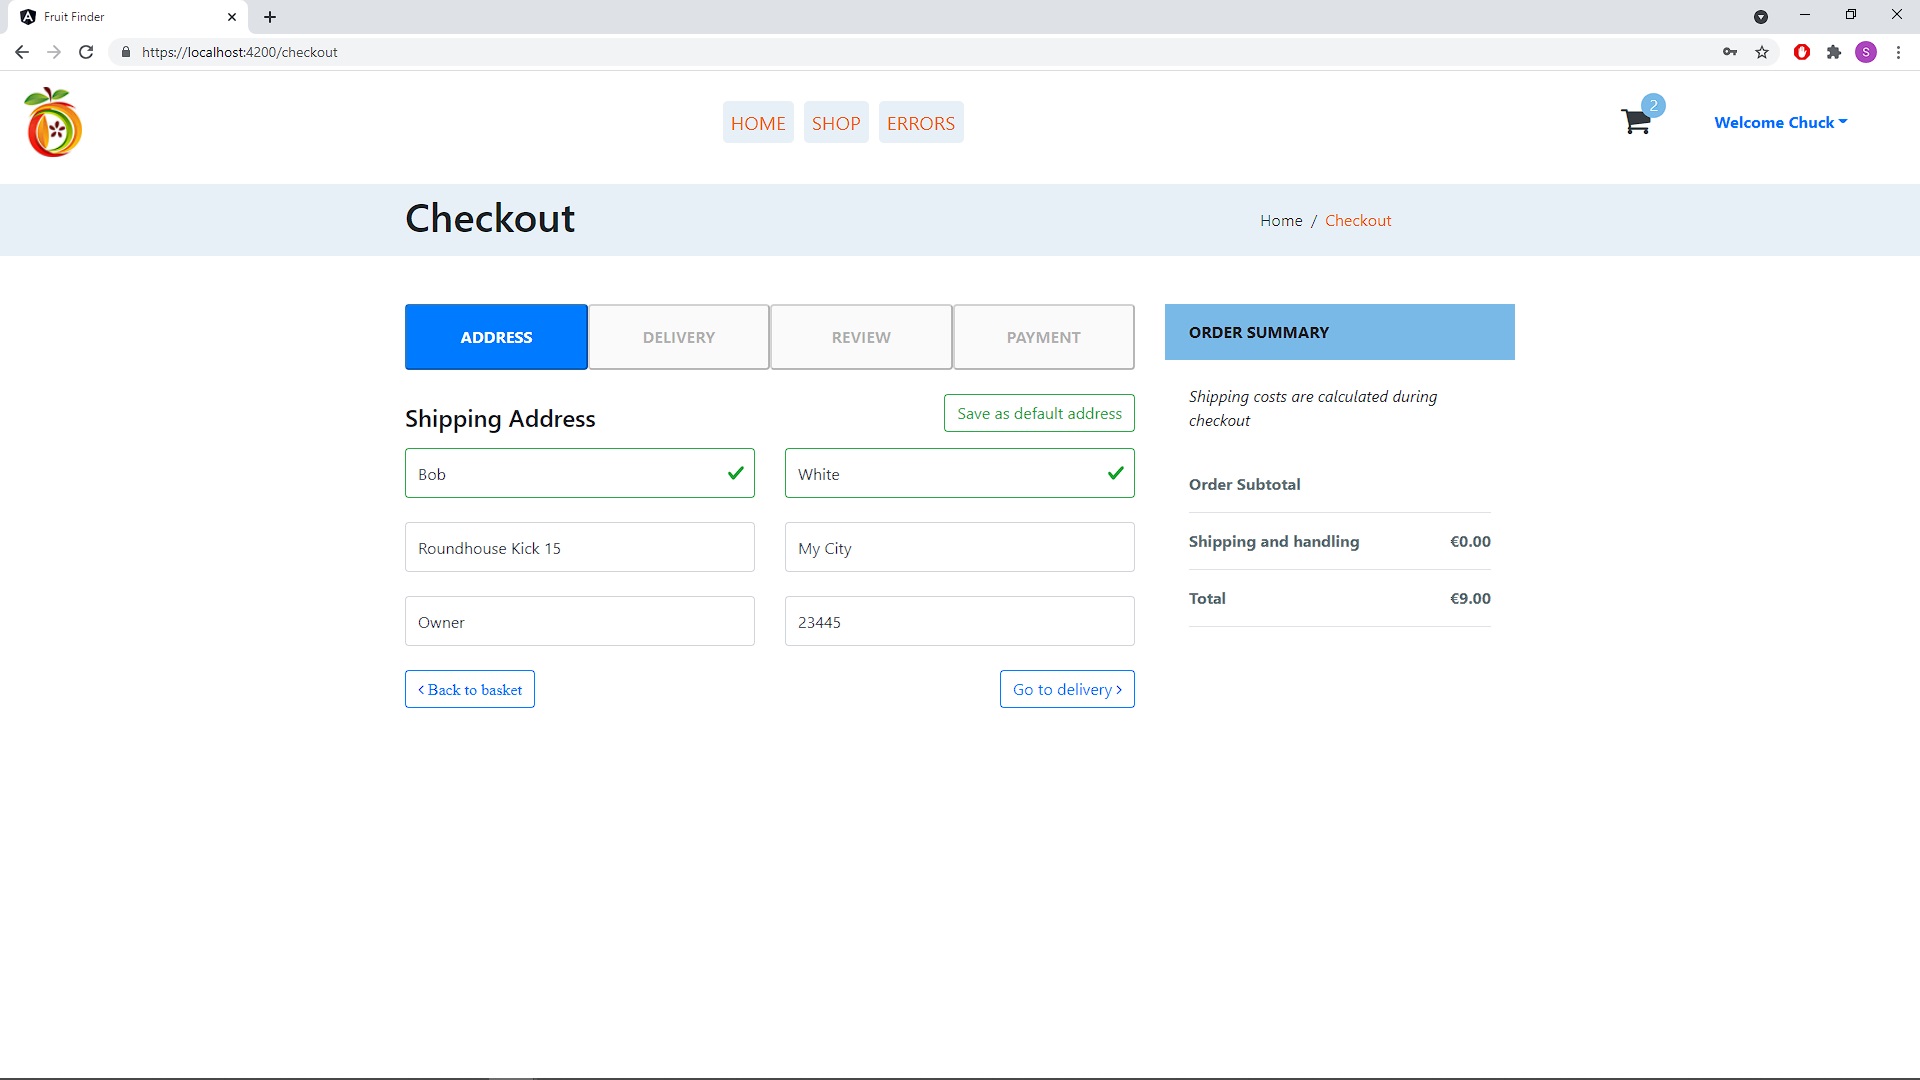 Fruit Finder
https://localhost:4200/checkout
S
HOME SHOP ERRORS
2
Welcome Chuck
Checkout
Home / Checkout
ADDRESS DELIVERY REVIEW PAYMENT
ORDER SUMMARY
Shipping Address
Save as default address
Shipping costs are calculated during
checkout
Bob White
Order Subtotal
Roundhouse Kick 15 My City
Shipping and handling €0.00
Owner 23445
Total €9.00
Back to basket
Go to delivery